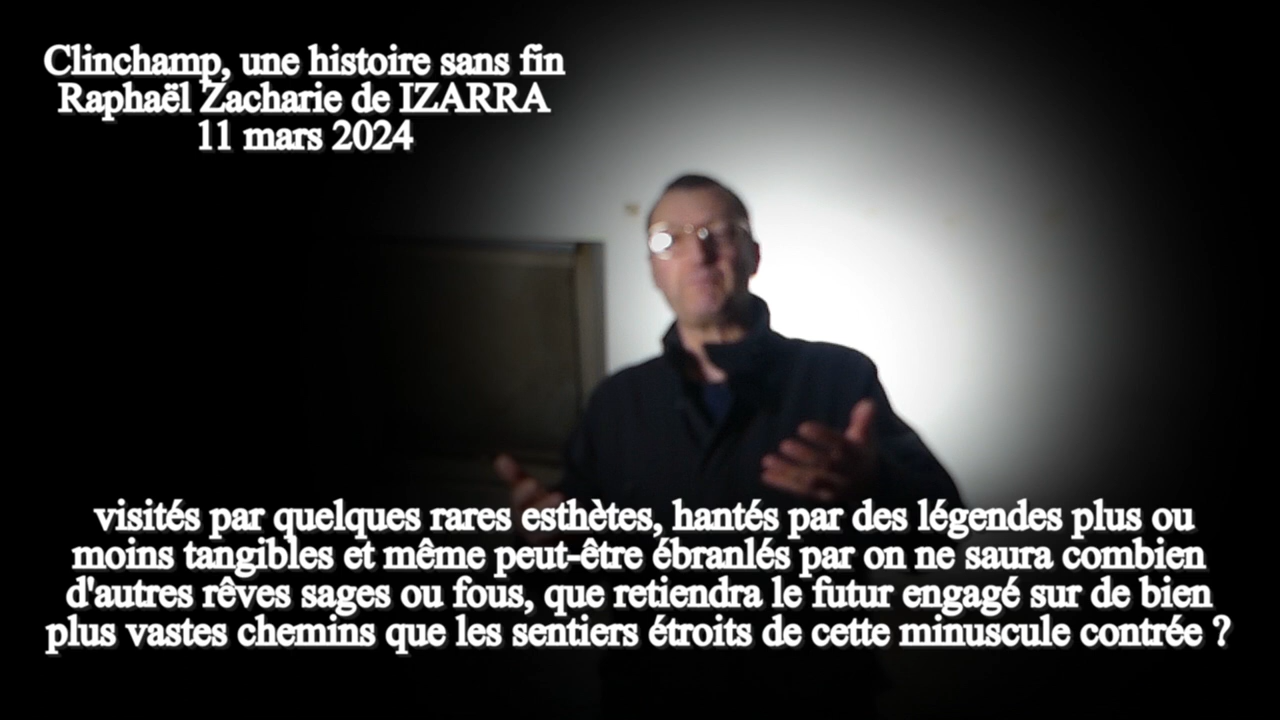 Clinchamp, une histoire sans fin
Raphaël Zacharie de IZARRA
11 mars 2024
visités par quelques rares esthètes, hantés par des légendes plus ou
moins tangibles et même peut-être ébranlés par on ne saura combien
d'autres rêves sages ou fous, que retiendra le futur engagé sur de bien
plus vastes chemins que les sentiers étroits de cette minuscule contrée ?